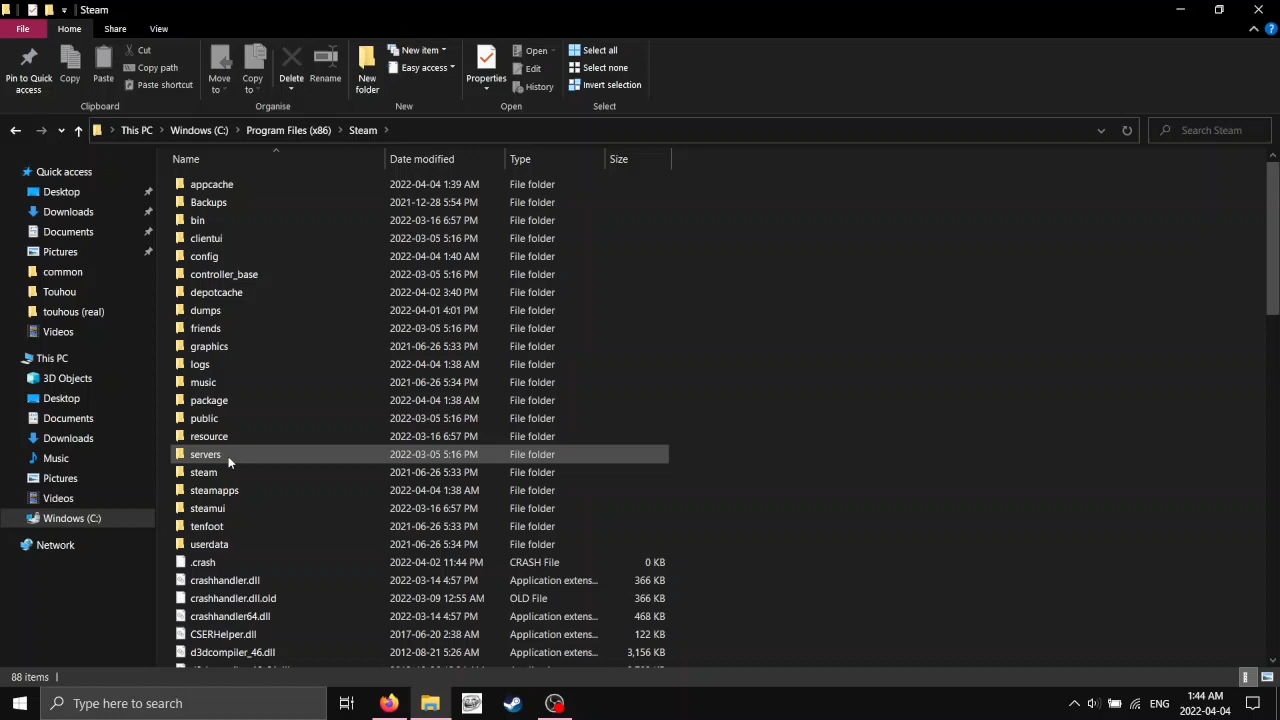 Steam
File Home Share View
Pin to Quick access
Copy
Paste
Cut
Copy path
Paste shortcut
Clipboard
Move to
Copy to
Delete
Rename
Organise
New folder
New item
Easy access
New
Properties
Open
Edit
History
Open
Select all
Select none
Invert selection
Select
This PC Windows (C:) Program Files (x86) Steam
Search Steam
Quick access
Desktop
Downloads
Documents
Pictures
common
Touhou
touhous (real)
Videos
This PC
3D Objects
Desktop
Documents
Downloads
Music
Pictures
Videos
Windows (C:)
Network
Name Date modified Type Size
appcache 2022-04-04 1:39 AM File folder
Backups 2021-12-28 5:54 PM File folder
bin 2022-03-16 6:57 PM File folder
clientui 2022-03-05 5:16 PM File folder
config 2022-04-04 1:40 AM File folder
controller_base 2022-03-05 5:16 PM File folder
depotcache 2022-04-02 3:40 PM File folder
dumps 2022-04-01 4:01 PM File folder
friends 2022-03-05 5:16 PM File folder
graphics 2021-06-26 5:33 PM File folder
logs 2022-04-04 1:38 AM File folder
music 2021-06-26 5:34 PM File folder
package 2022-04-04 1:38 AM File folder
public 2022-03-05 5:16 PM File folder
resource 2022-03-16 6:57 PM File folder
servers 2022-03-05 5:16 PM File folder
steam 2021-06-26 5:33 PM File folder
steamapps 2022-04-04 1:38 AM File folder
steamui 2022-03-16 6:57 PM File folder
tenfoot 2021-06-26 5:33 PM File folder
userdata 2021-06-26 5:34 PM File folder
.crash 2022-04-02 11:44 PM CRASH File 0 KB
crashhandler.dll 2022-03-14 4:57 PM Application extens... 366 KB
crashhandler.dll.old 2022-03-09 12:55 AM OLD File 366 KB
crashhandler64.dll 2022-03-14 4:57 PM Application extens... 468 KB
CSERHelper.dll 2017-06-20 2:38 AM Application extens... 122 KB
d3dcompiler_46.dll 2012-08-21 5:26 AM Application extens... 3,156 KB
88 items
Type here to search
ENG
1:44 AM
2022-04-04